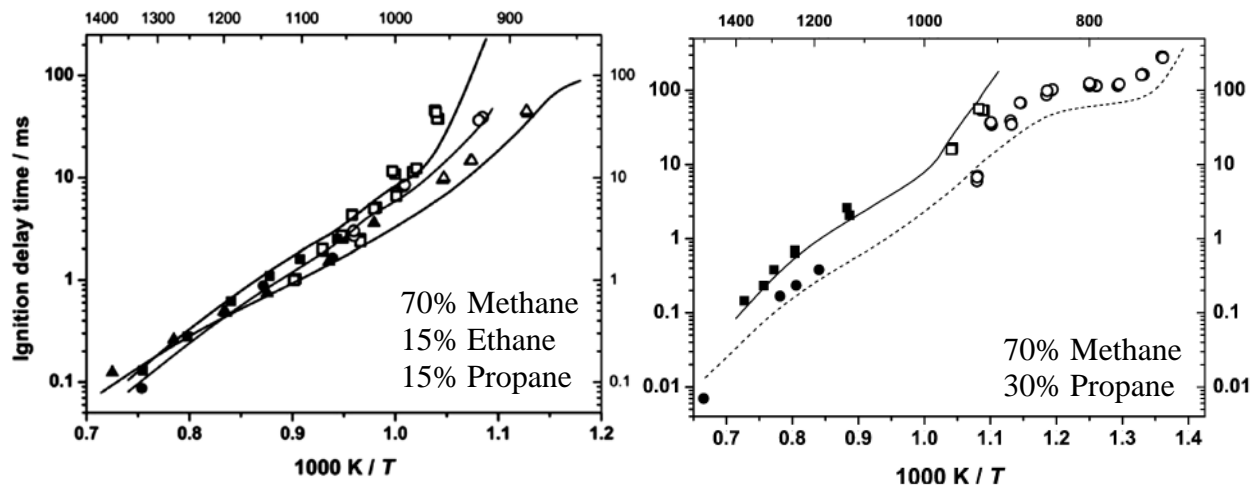 1400 1300 1200 1100 1000 900
Ignition delay time / ms
100
10
1
0.1
100
10
1
0.1
70% Methane
15% Ethane
15% Propane
0.7 0.8 0.9 1.0 1.1 1.2
1000 K / T
1400 1200 1000 800
100
10
1
0.1
0.01
100
10
1
0.1
0.01
70% Methane
30% Propane
0.7 0.8 0.9 1.0 1.1 1.2 1.3 1.4
1000 K / T